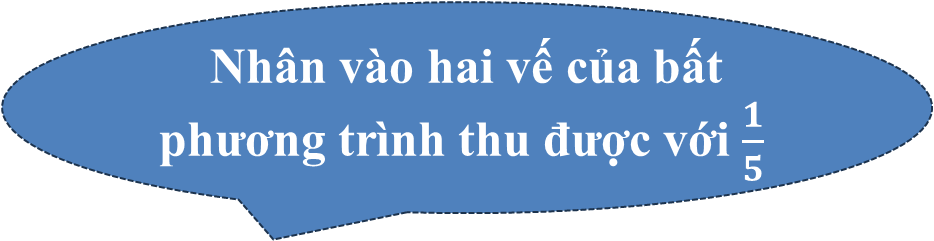 Nhân vào hai vế của bất
phương trình thu được với 1/5